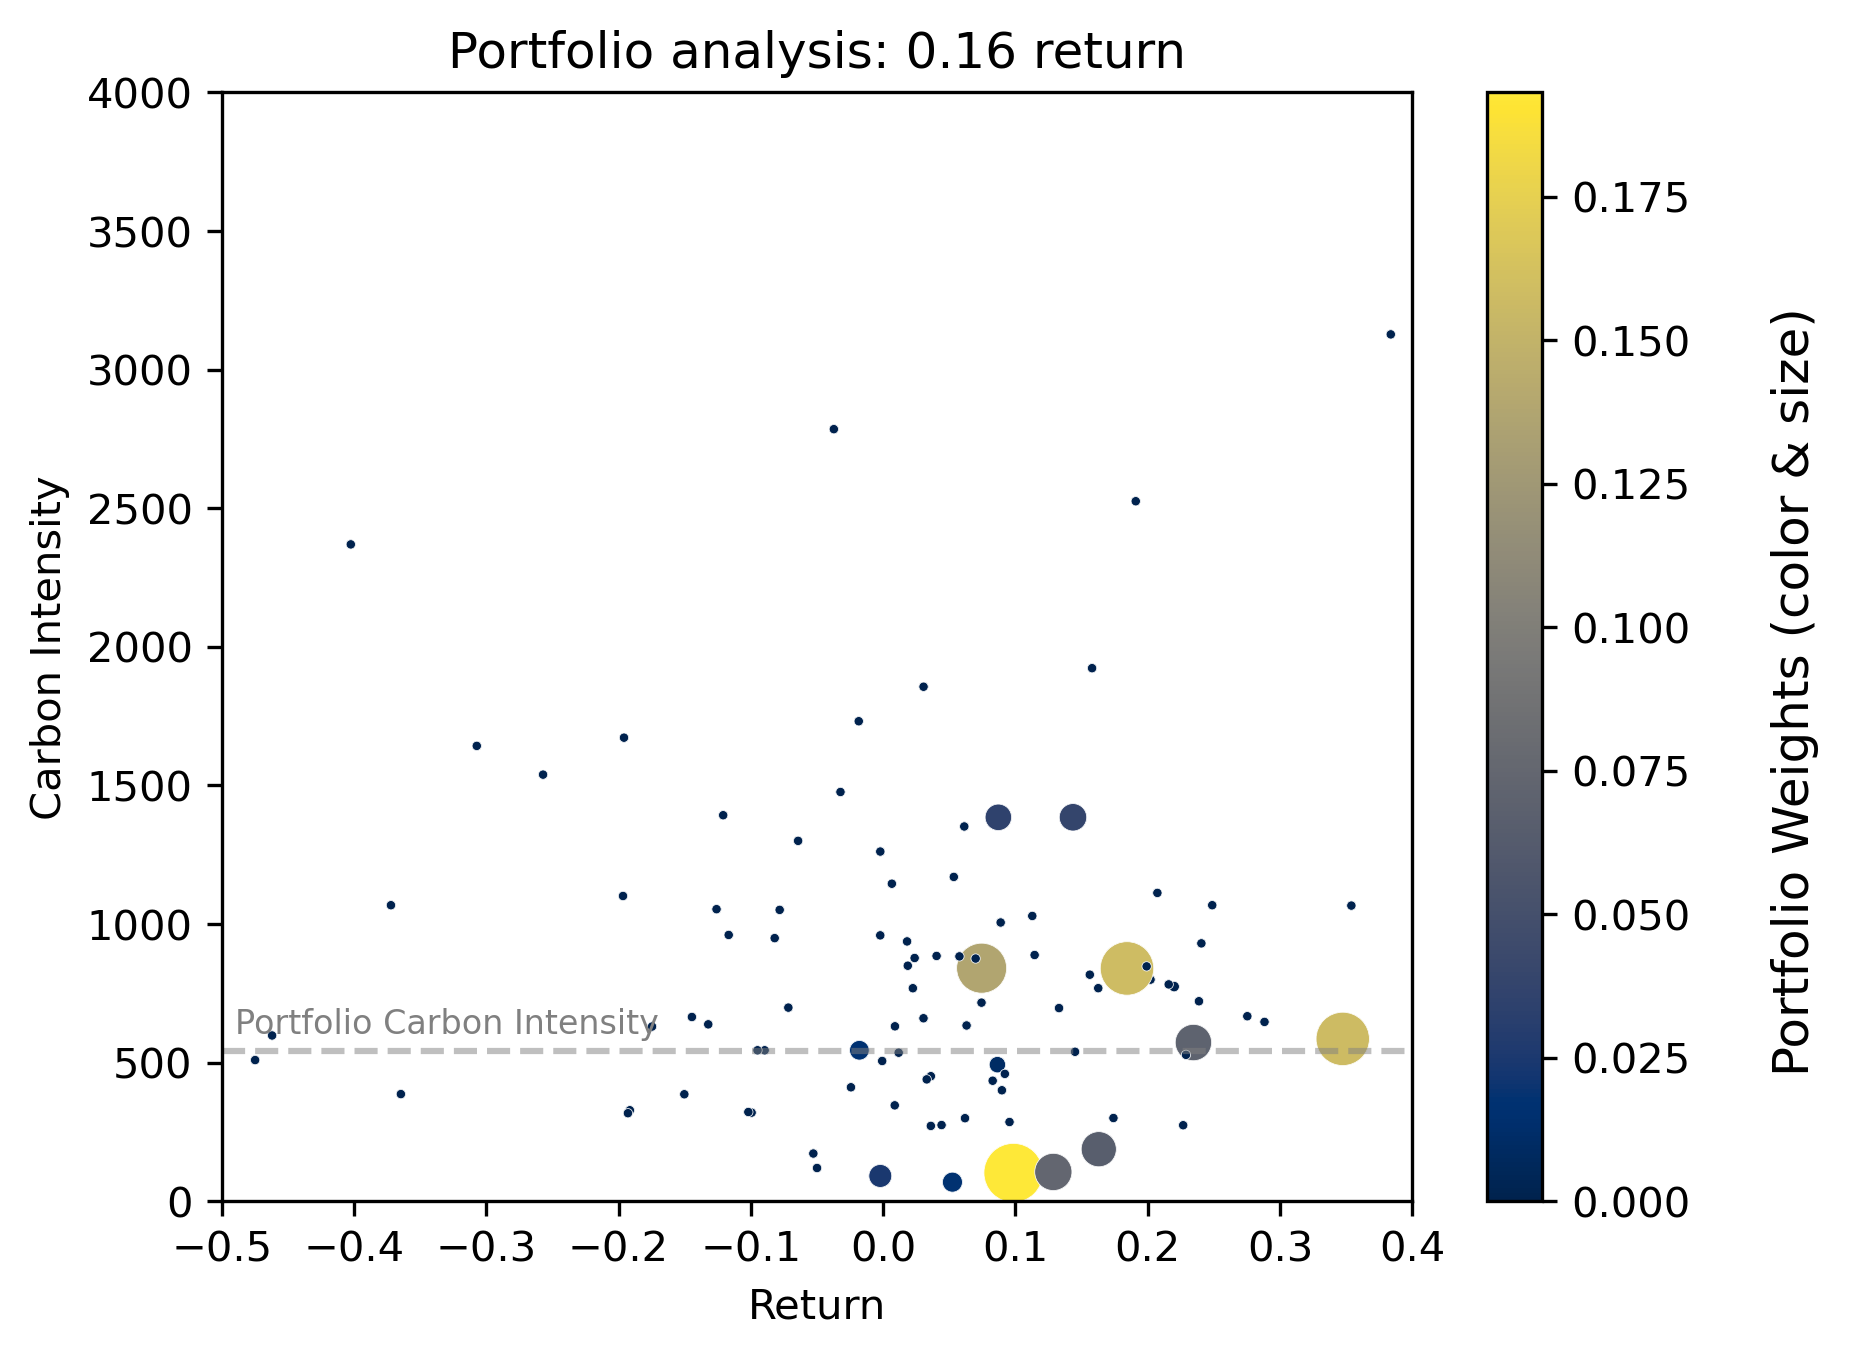 Portfolio analysis: 0.16 return
4000
3500
3000
2500
2000
1500
1000
500
0
Carbon Intensity
Portfolio Carbon Intensity
−0.5 −0.4 −0.3 −0.2 −0.1 0.0 0.1 0.2 0.3 0.4
Return
0.175
0.150
0.125
0.100
0.075
0.050
0.025
0.000
Portfolio Weights (color & size)